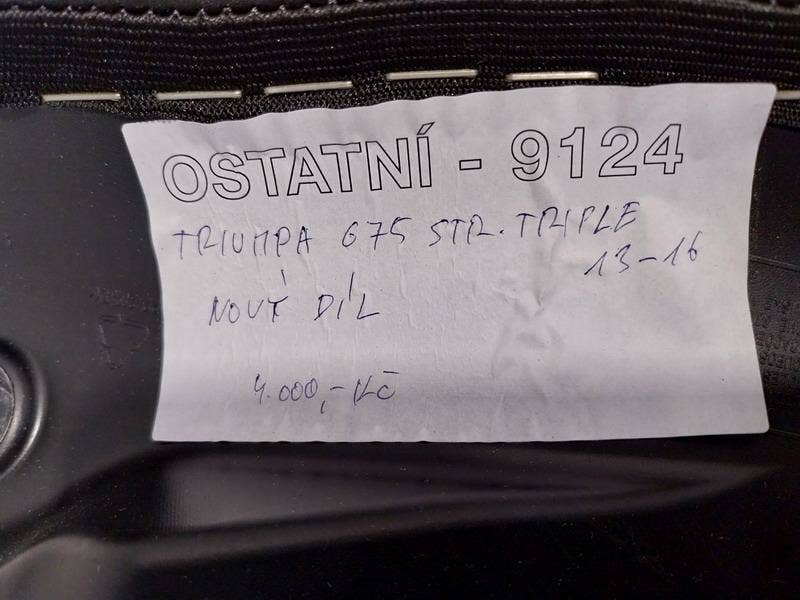 OSTATNÍ - 9124
TRIUMPA 675 STR. TRIPLE
13-16
NOVÝ DÍL
4.000,- Kč